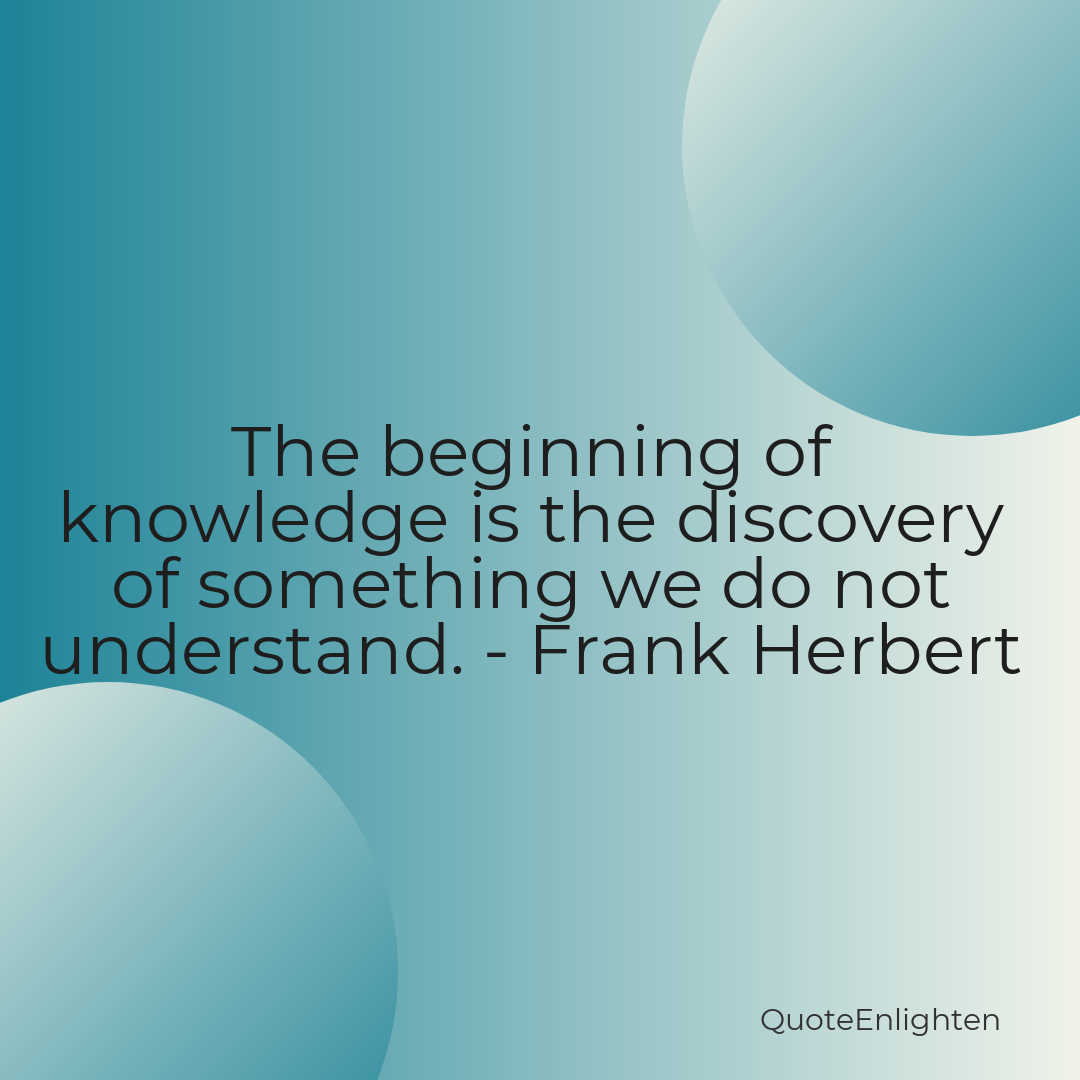 The beginning of
knowledge is the discovery
of something we do not
understand. - Frank Herbert
QuoteEnlighten